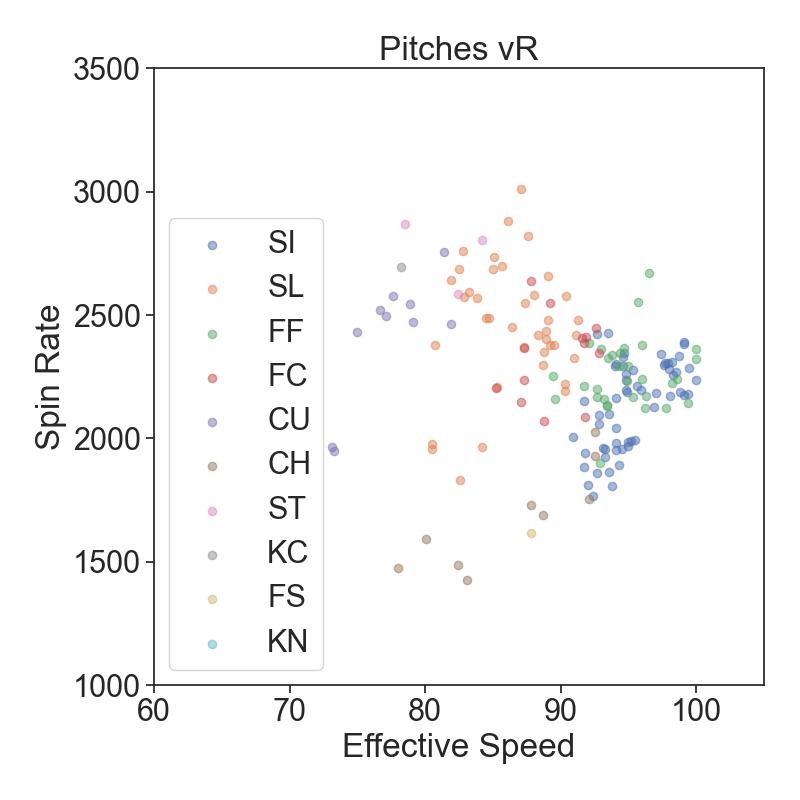 Pitches vR
3500
3000
2500
2000
1500
1000
Spin Rate
SI
SL
FF
FC
CU
CH
ST
KC
FS
KN
60 70 80 90 100
Effective Speed